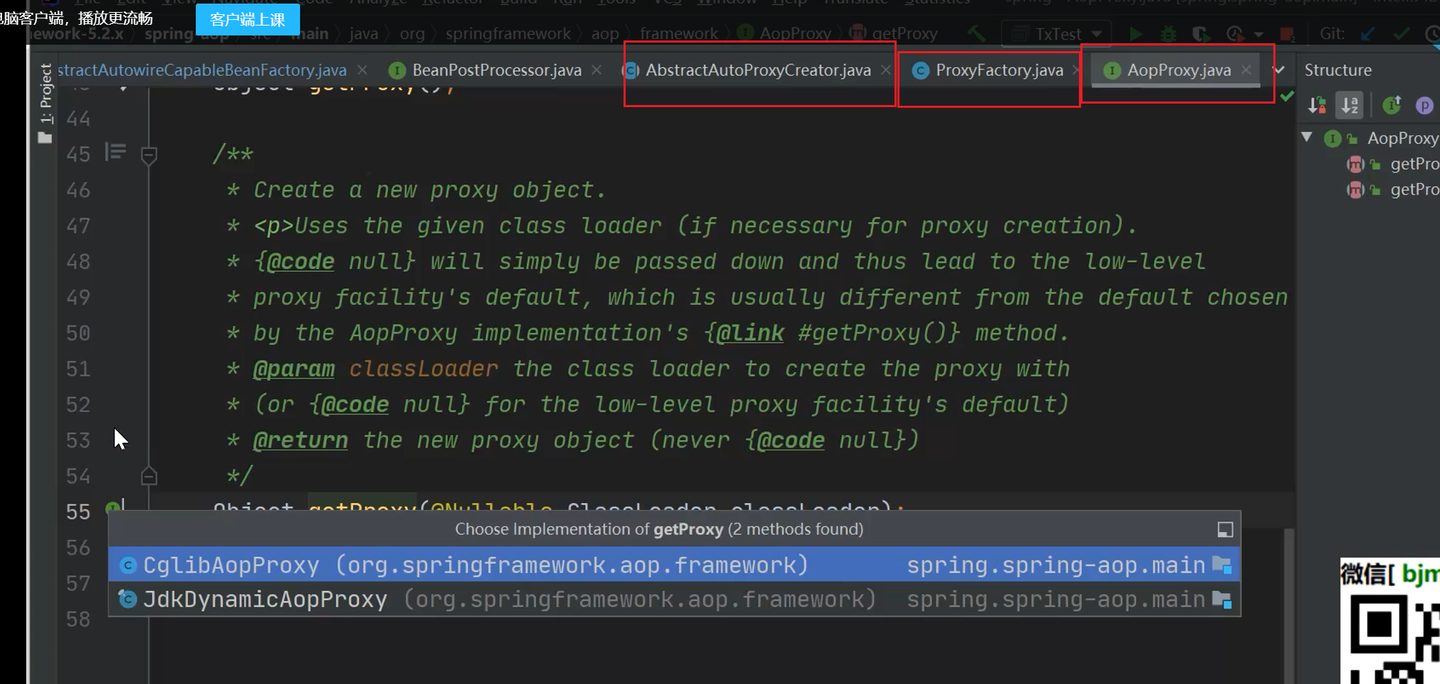 电脑客户端，播放更流畅 客户端上课
mework-5.2.x spring-aop src main java org springframework aop framework AopProxy getProxy TxTest Git:
stractAutowireCapableBeanFactory.java BeanPostProcessor.java AbstractAutoProxyCreator.java ProxyFactory.java AopProxy.java Structure
1: Project
44
45 /**
46 * Create a new proxy object.
47 * <p>Uses the given class loader (if necessary for proxy creation).
48 * {@code null} will simply be passed down and thus lead to the low-level
49 * proxy facility's default, which is usually different from the default chosen
50 * by the AopProxy implementation's {@link #getProxy()} method.
51 * @param classLoader the class loader to create the proxy with
52 * (or {@code null} for the low-level proxy facility's default)
53 * @return the new proxy object (never {@code null})
54 */
55 Object getProxy(@Nullable ClassLoader classLoader);
56
57
58
Choose Implementation of getProxy (2 methods found)
CglibAopProxy (org.springframework.aop.framework) spring.spring-aop.main
JdkDynamicAopProxy (org.springframework.aop.framework) spring.spring-aop.main
AopProxy
getPro
getPro
微信[ bjm